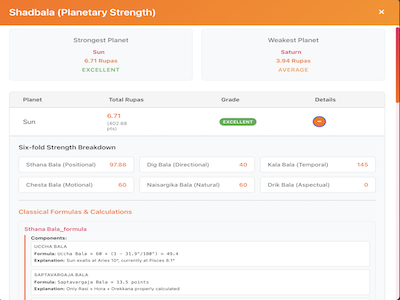 Shadbala (Planetary Strength) ×
Strongest Planet
Sun
6.71 Rupas
EXCELLENT
Weakest Planet
Saturn
3.94 Rupas
AVERAGE
Planet Total Rupas Grade Details
Sun 6.71 EXCELLENT
(402.88
pts)
Six-fold Strength Breakdown
Sthana Bala (Positional) 97.88
Dig Bala (Directional) 40
Kala Bala (Temporal) 145
Chesta Bala (Motional) 60
Naisargika Bala (Natural) 60
Drik Bala (Aspectual) 0
Classical Formulas & Calculations
Sthana Bala_formula
Components:
UCCHA BALA
Formula: Uccha Bala = 60 × (1 - 31.9°/180°) = 49.4
Explanation: Sun exalts at Aries 10°, currently at Pisces 8.1°
SAPTAVARGAJA BALA
Formula: Saptavargaja Bala = 13.5 points
Explanation: Only Rasi + Hora + Drekkana properly calculated